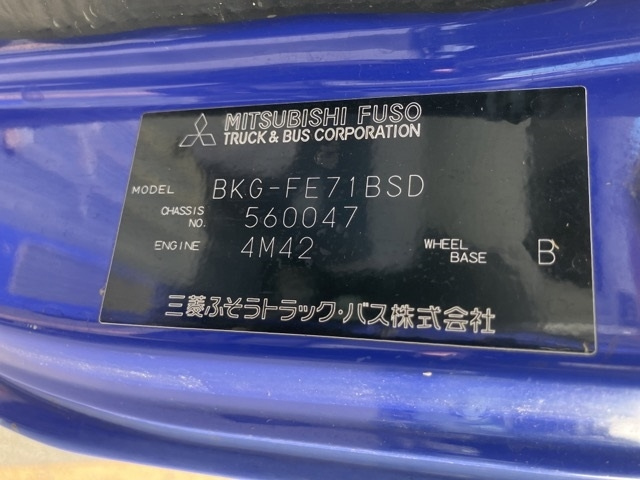 MITSUBISHI FUSO
TRUCK & BUS CORPORATION
MODEL BKG-FE71BSD
CHASSIS NO. 560047
ENGINE 4M42 WHEEL BASE B
三菱ふそうトラック・バス株式会社